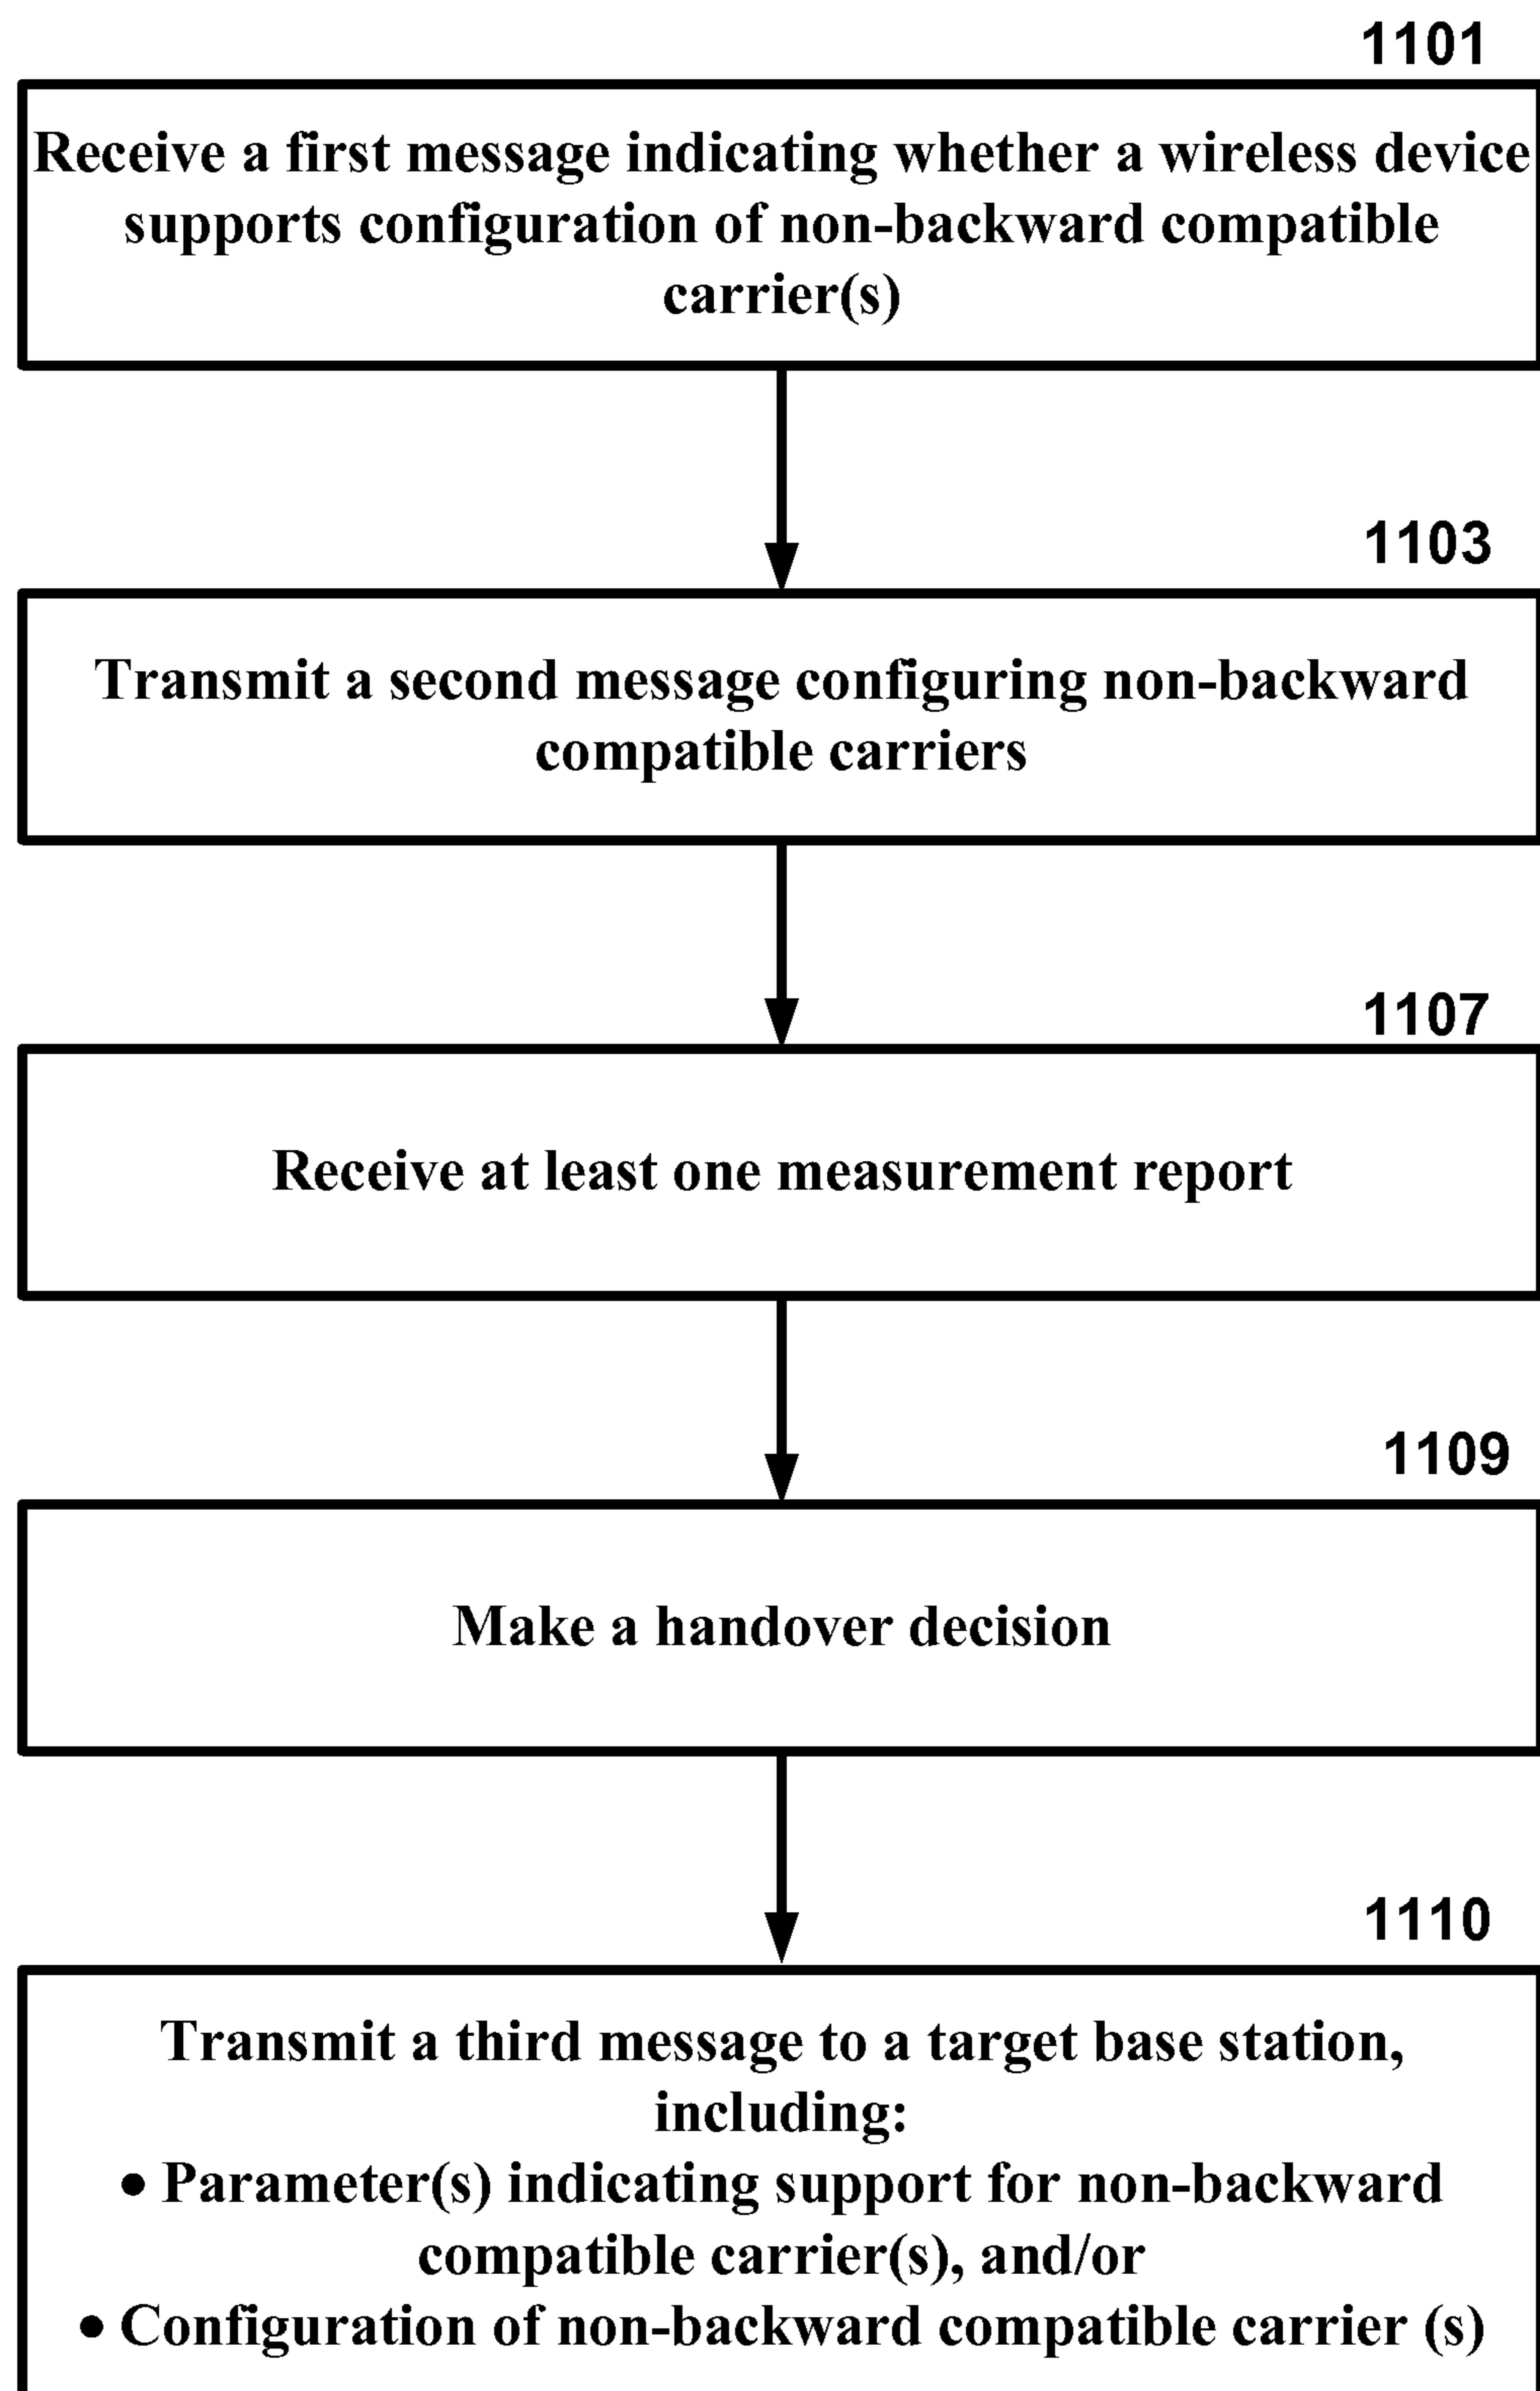 1101
Receive a first message indicating whether a wireless device
supports configuration of non-backward compatible
carrier(s)
1103
Transmit a second message configuring non-backward
compatible carriers
1107
Receive at least one measurement report
1109
Make a handover decision
1110
Transmit a third message to a target base station,
including:
● Parameter(s) indicating support for non-backward
compatible carrier(s), and/or
● Configuration of non-backward compatible carrier (s)